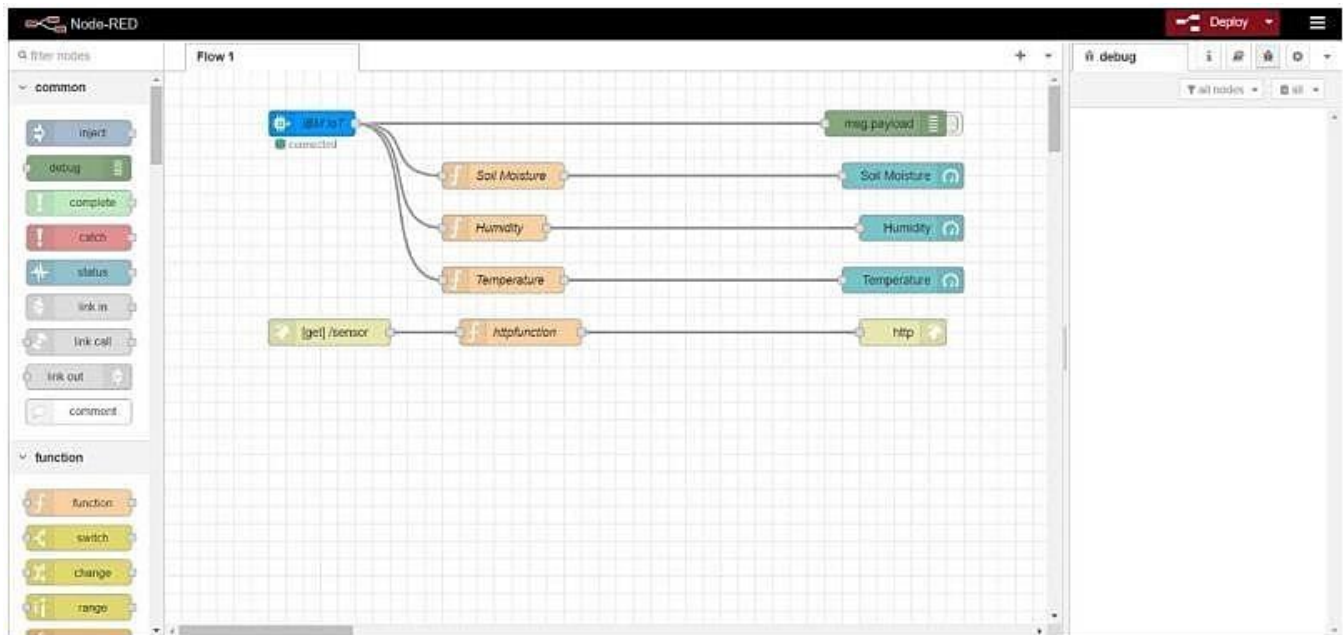 Node-RED
Deploy
filter nodes
Flow 1
debug
i
all nodes
all
common
inject
debug
complete
catch
status
link in
link call
link out
comment
function
function
switch
change
range
IBM IoT
connected
msg.payload
Soil Moisture
Soil Moisture
Humidity
Humidity
Temperature
Temperature
[get] /sensor
httpfunction
http